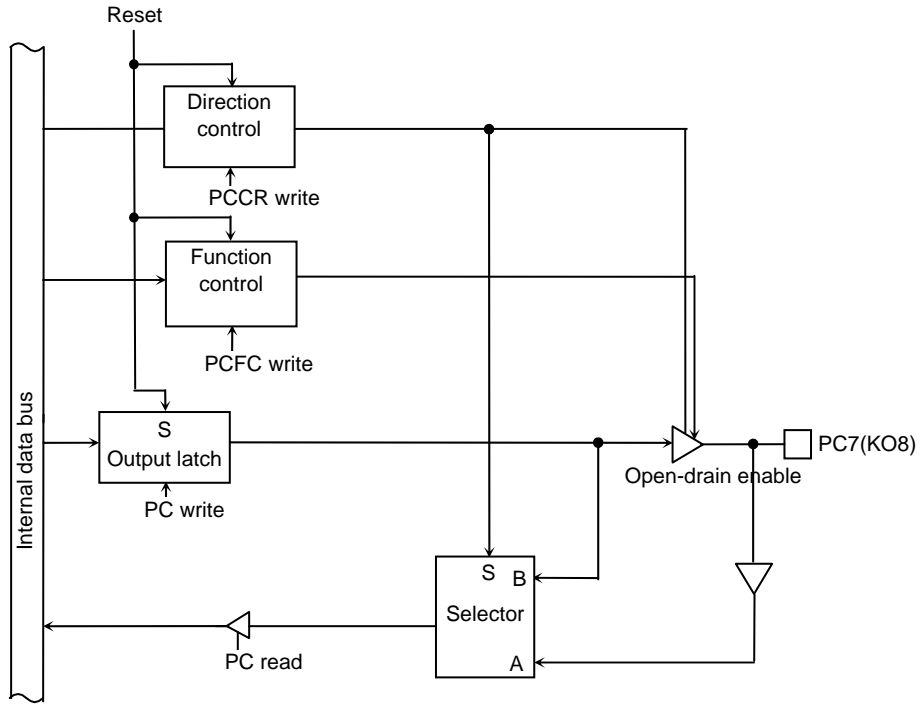 Reset
Direction
control
PCCR write
Function
control
PCFC write
Internal data bus
S
Output latch
PC write
PC7(KO8)
Open-drain enable
S
B
Selector
A
PC read